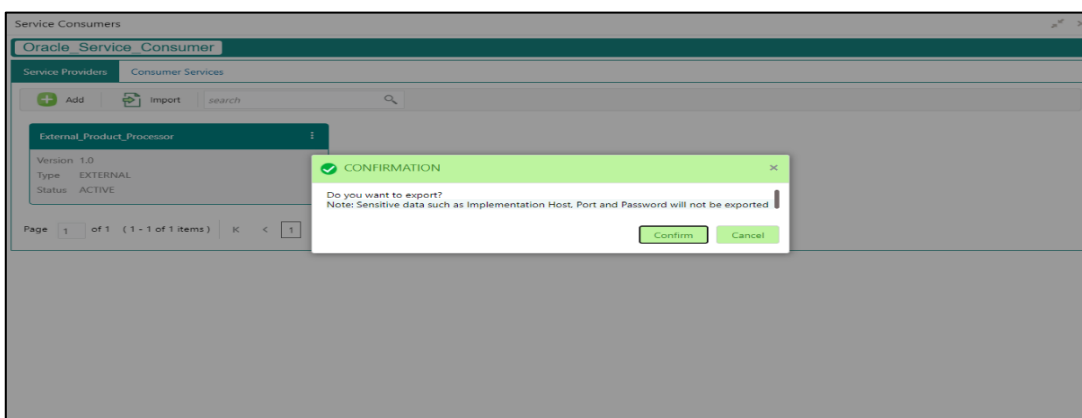 Service Consumers
Oracle_Service_Consumer
Service Providers Consumer Services
Add Import search
External_Product_Processor
Version 1.0
Type EXTERNAL
Status ACTIVE
Page 1 of 1 (1 - 1 of 1 items) K < 1
CONFIRMATION
Do you want to export?
Note: Sensitive data such as Implementation Host, Port and Password will not be exported
Confirm Cancel